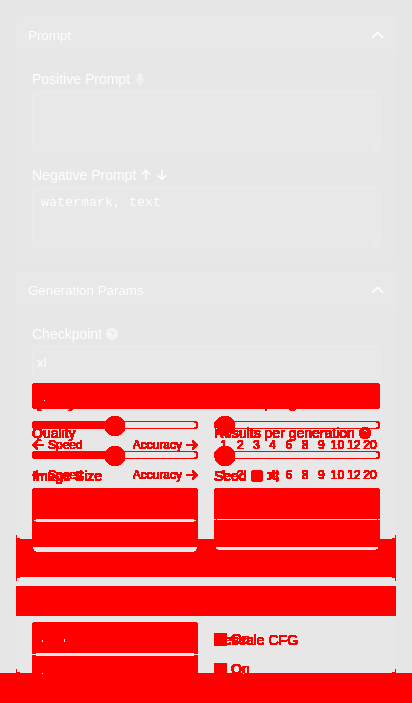 Prompt
Positive Prompt
Negative Prompt ↑ ↓
watermark, text
Generation Params
Checkpoint
xl
Quality
Results per generation
← Speed Accuracy →
1 2 3 4 6 8 9 10 12 20
Speed Accuracy →
1 2 4 6 8 9 10 12 20
Image Size
Seed
On
CFG
On